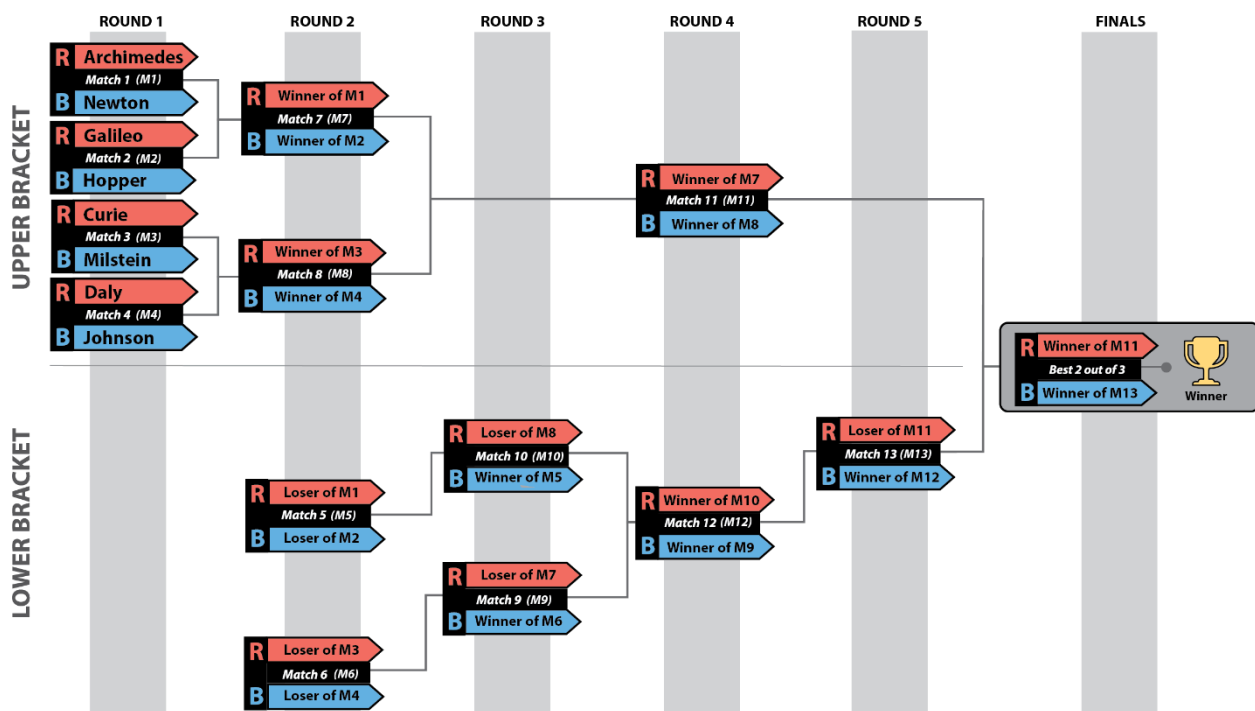 ROUND 1
ROUND 2
ROUND 3
ROUND 4
ROUND 5
FINALS
UPPER BRACKET
R Archimedes
Match 1 (M1)
B Newton
R Galileo
Match 2 (M2)
B Hopper
R Curie
Match 3 (M3)
B Milstein
R Daly
Match 4 (M4)
B Johnson
R Winner of M1
Match 7 (M7)
B Winner of M2
R Winner of M3
Match 8 (M8)
B Winner of M4
R Winner of M7
Match 11 (M11)
B Winner of M8
R Winner of M11
Best 2 out of 3
B Winner of M13
Winner
LOWER BRACKET
R Loser of M1
Match 5 (M5)
B Loser of M2
R Loser of M3
Match 6 (M6)
B Loser of M4
R Loser of M8
Match 10 (M10)
B Winner of M5
R Loser of M7
Match 9 (M9)
B Winner of M6
R Winner of M10
Match 12 (M12)
B Winner of M9
R Loser of M11
Match 13 (M13)
B Winner of M12